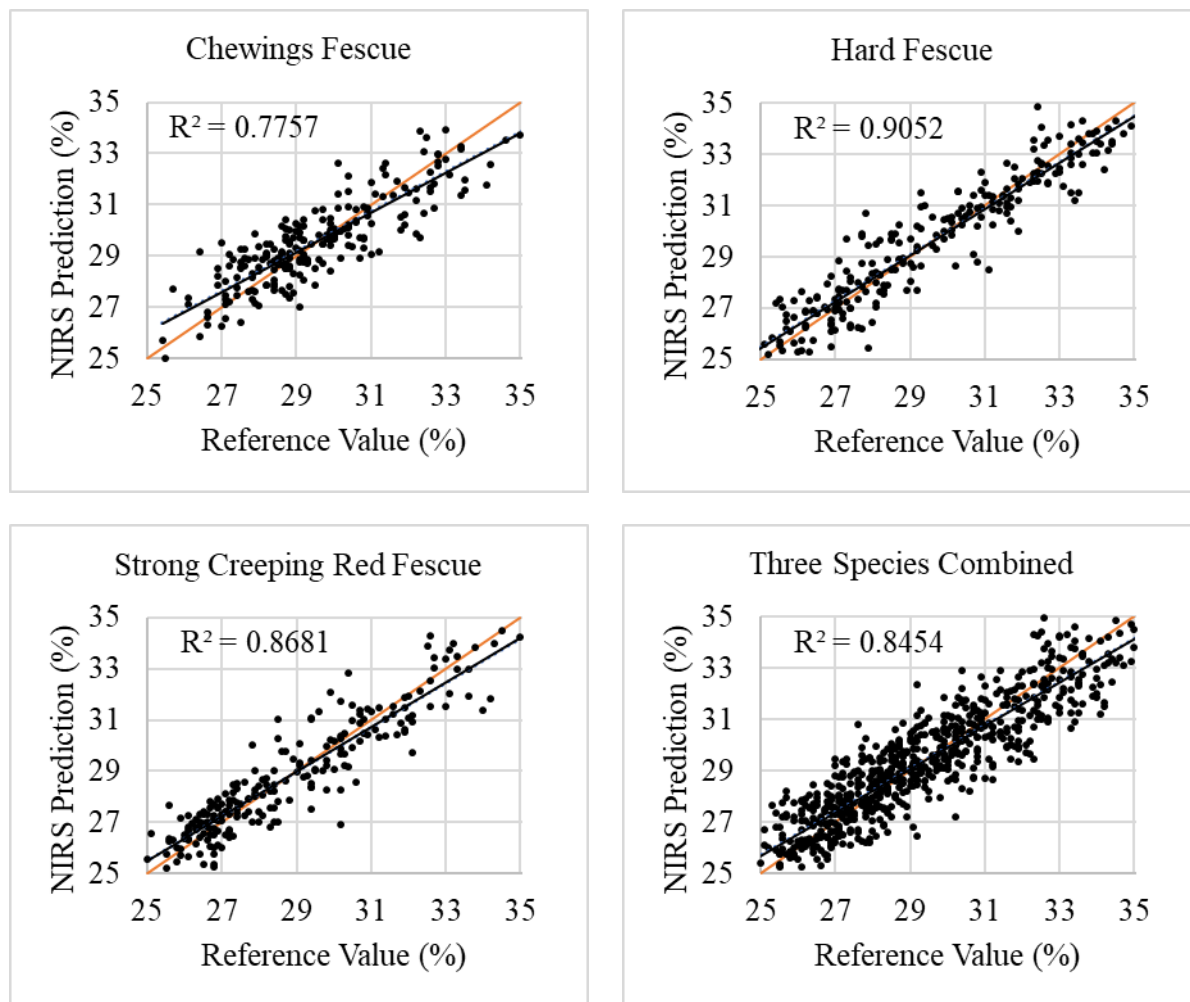 Chewings Fescue
R² = 0.7757
NIRS Prediction (%)
35
33
31
29
27
25
25 27 29 31 33 35
Reference Value (%)
Hard Fescue
R² = 0.9052
NIRS Prediction (%)
35
33
31
29
27
25
25 27 29 31 33 35
Reference Value (%)
Strong Creeping Red Fescue
R² = 0.8681
NIRS Prediction (%)
35
33
31
29
27
25
25 27 29 31 33 35
Reference Value (%)
Three Species Combined
R² = 0.8454
NIRS Prediction (%)
35
33
31
29
27
25
25 27 29 31 33 35
Reference Value (%)